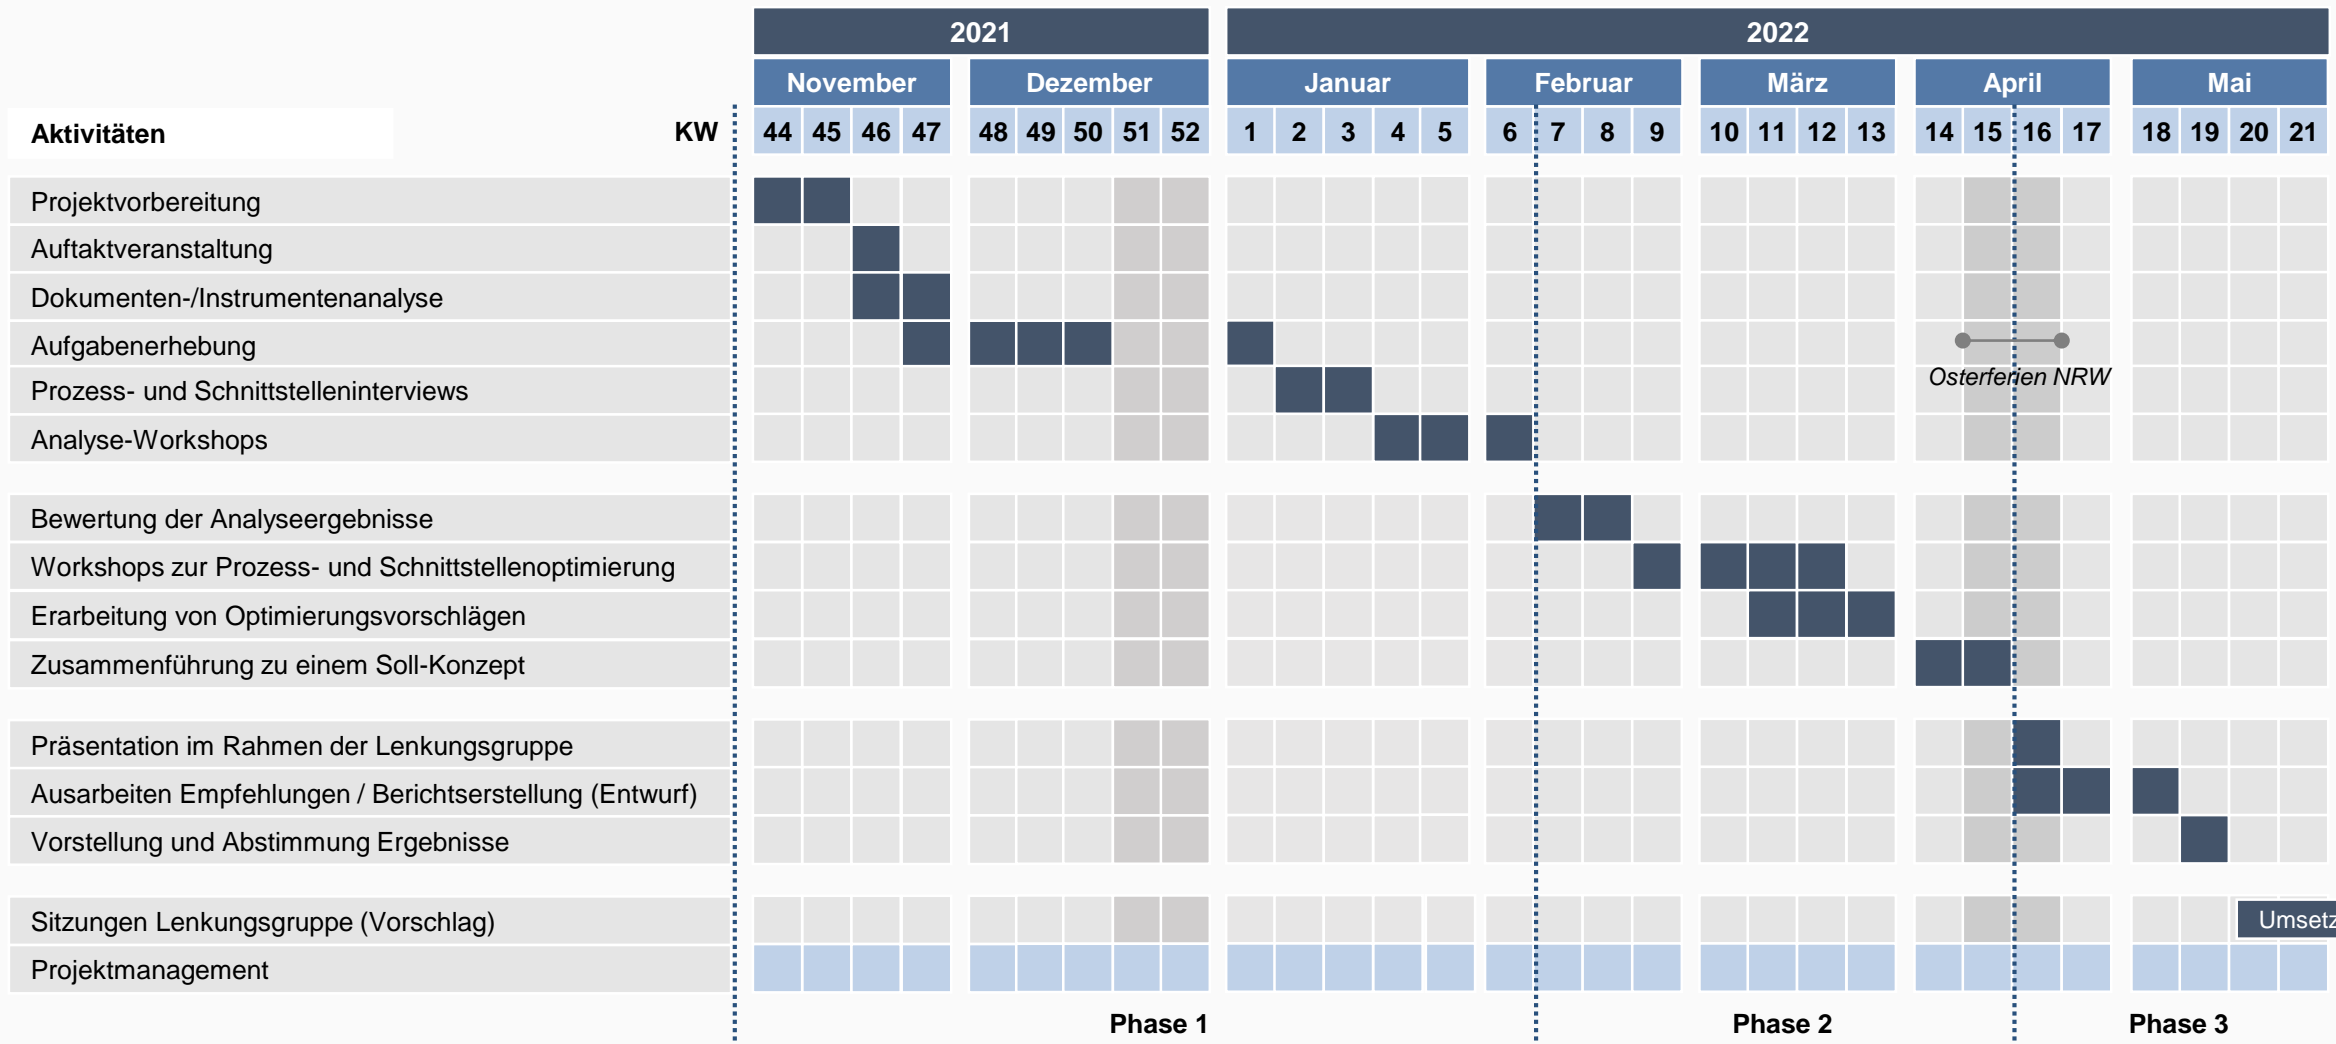 2021 2022
November Dezember Januar Februar März April Mai
Aktivitäten KW 44 45 46 47 48 49 50 51 52 1 2 3 4 5 6 7 8 9 10 11 12 13 14 15 16 17 18 19 20 21
Projektvorbereitung
Auftaktveranstaltung
Dokumenten-/Instrumentenanalyse
Aufgabenerhebung
Prozess- und Schnittstelleninterviews Osterferien NRW
Analyse-Workshops
Bewertung der Analyseergebnisse
Workshops zur Prozess- und Schnittstellenoptimierung
Erarbeitung von Optimierungsvorschlägen
Zusammenführung zu einem Soll-Konzept
Präsentation im Rahmen der Lenkungsgruppe
Ausarbeiten Empfehlungen / Berichtserstellung (Entwurf)
Vorstellung und Abstimmung Ergebnisse
Sitzungen Lenkungsgruppe (Vorschlag) Umsetz
Projektmanagement
Phase 1 Phase 2 Phase 3